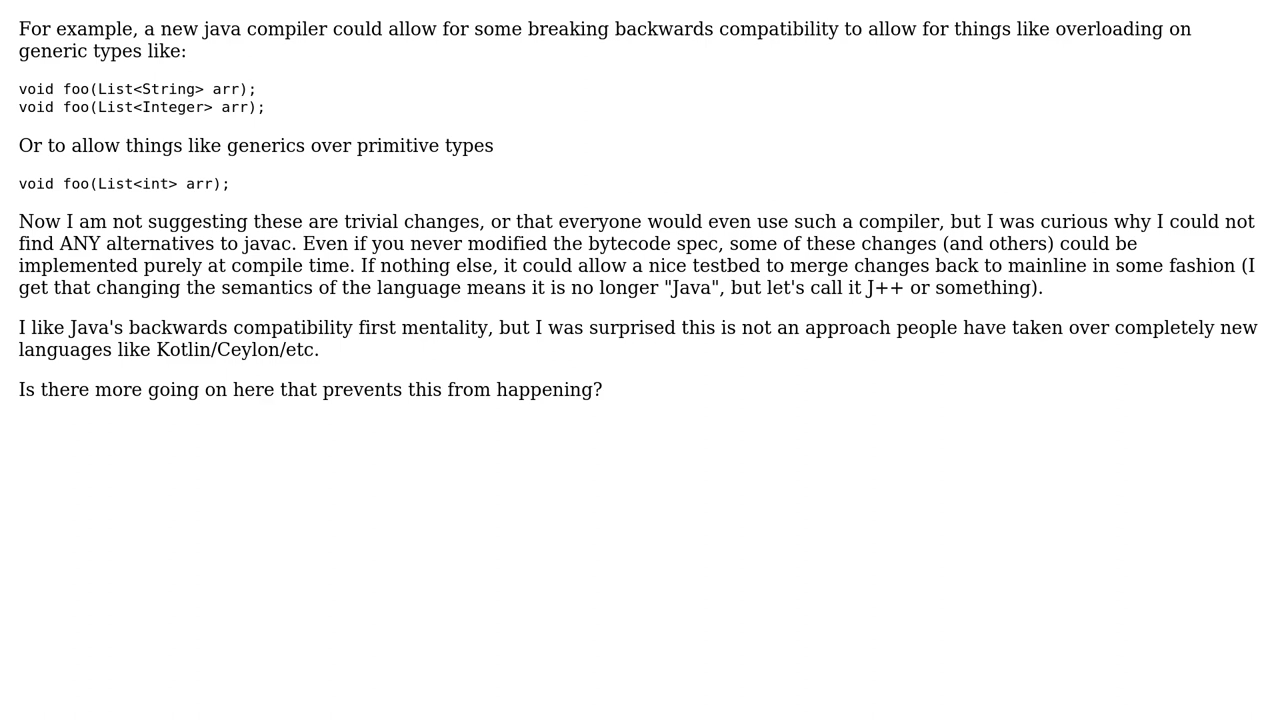 For example, a new java compiler could allow for some breaking backwards compatibility to allow for things like overloading on
generic types like:
void foo(List<String> arr);
void foo(List<Integer> arr);
Or to allow things like generics over primitive types
void foo(List<int> arr);
Now I am not suggesting these are trivial changes, or that everyone would even use such a compiler, but I was curious why I could not
find ANY alternatives to javac. Even if you never modified the bytecode spec, some of these changes (and others) could be
implemented purely at compile time. If nothing else, it could allow a nice testbed to merge changes back to mainline in some fashion (I
get that changing the semantics of the language means it is no longer "Java", but let's call it J++ or something).
I like Java's backwards compatibility first mentality, but I was surprised this is not an approach people have taken over completely new
languages like Kotlin/Ceylon/etc.
Is there more going on here that prevents this from happening?